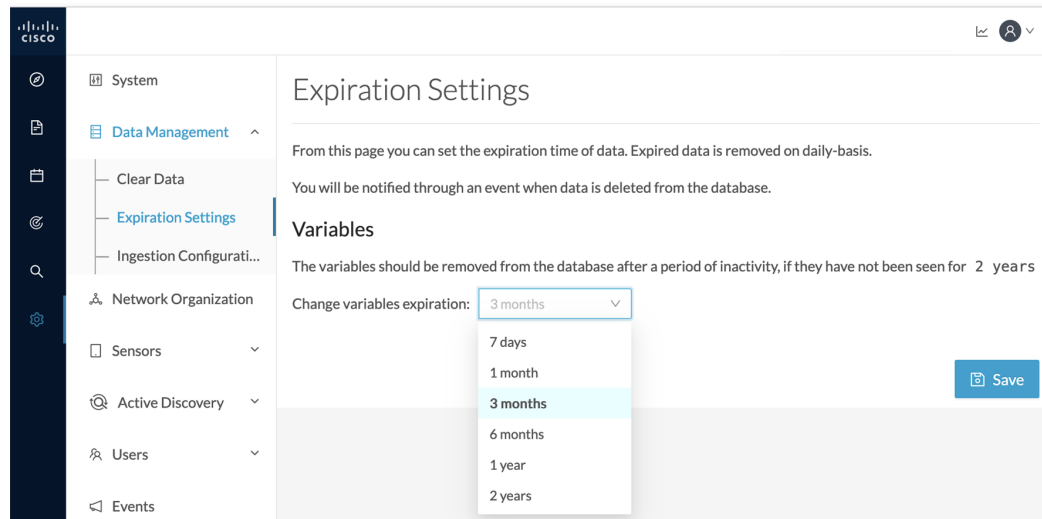 CISCO
System
Data Management
Clear Data
Expiration Settings
Ingestion Configurati...
Network Organization
Sensors
Active Discovery
Users
Events
Expiration Settings
From this page you can set the expiration time of data. Expired data is removed on daily-basis.
You will be notified through an event when data is deleted from the database.
Variables
The variables should be removed from the database after a period of inactivity, if they have not been seen for 2 years
Change variables expiration: 3 months
7 days
1 month
3 months
6 months
1 year
2 years
Save